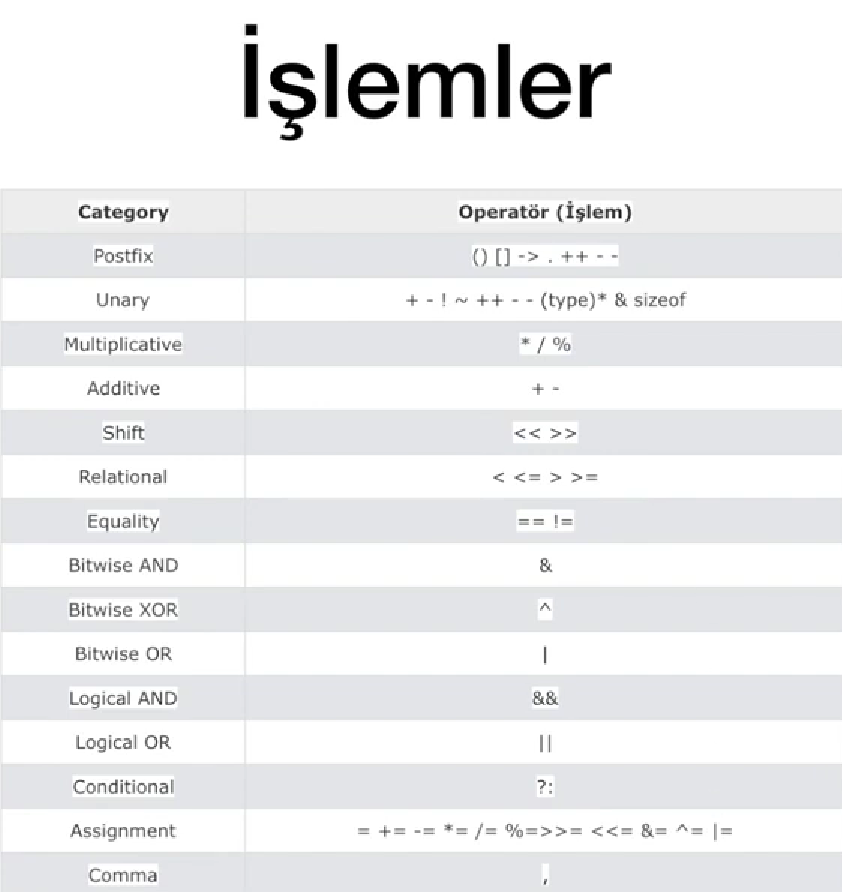 İşlemler
Category Operatör (İşlem)
Postfix () [] -> . ++ - -
Unary + - ! ~ ++ - - (type)* & sizeof
Multiplicative * / %
Additive + -
Shift << >>
Relational < <= > >=
Equality == !=
Bitwise AND &
Bitwise XOR ^
Bitwise OR |
Logical AND &&
Logical OR ||
Conditional ?:
Assignment = += -= *= /= %=>>= <<= &= ^= |=
Comma ,